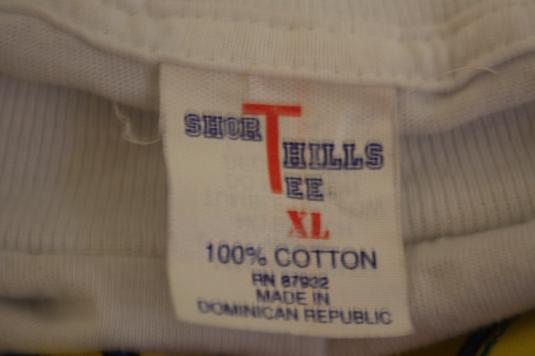 SHORT HILLS
TEE
XL
100% COTTON
RN 87932
MADE IN
DOMINICAN REPUBLIC